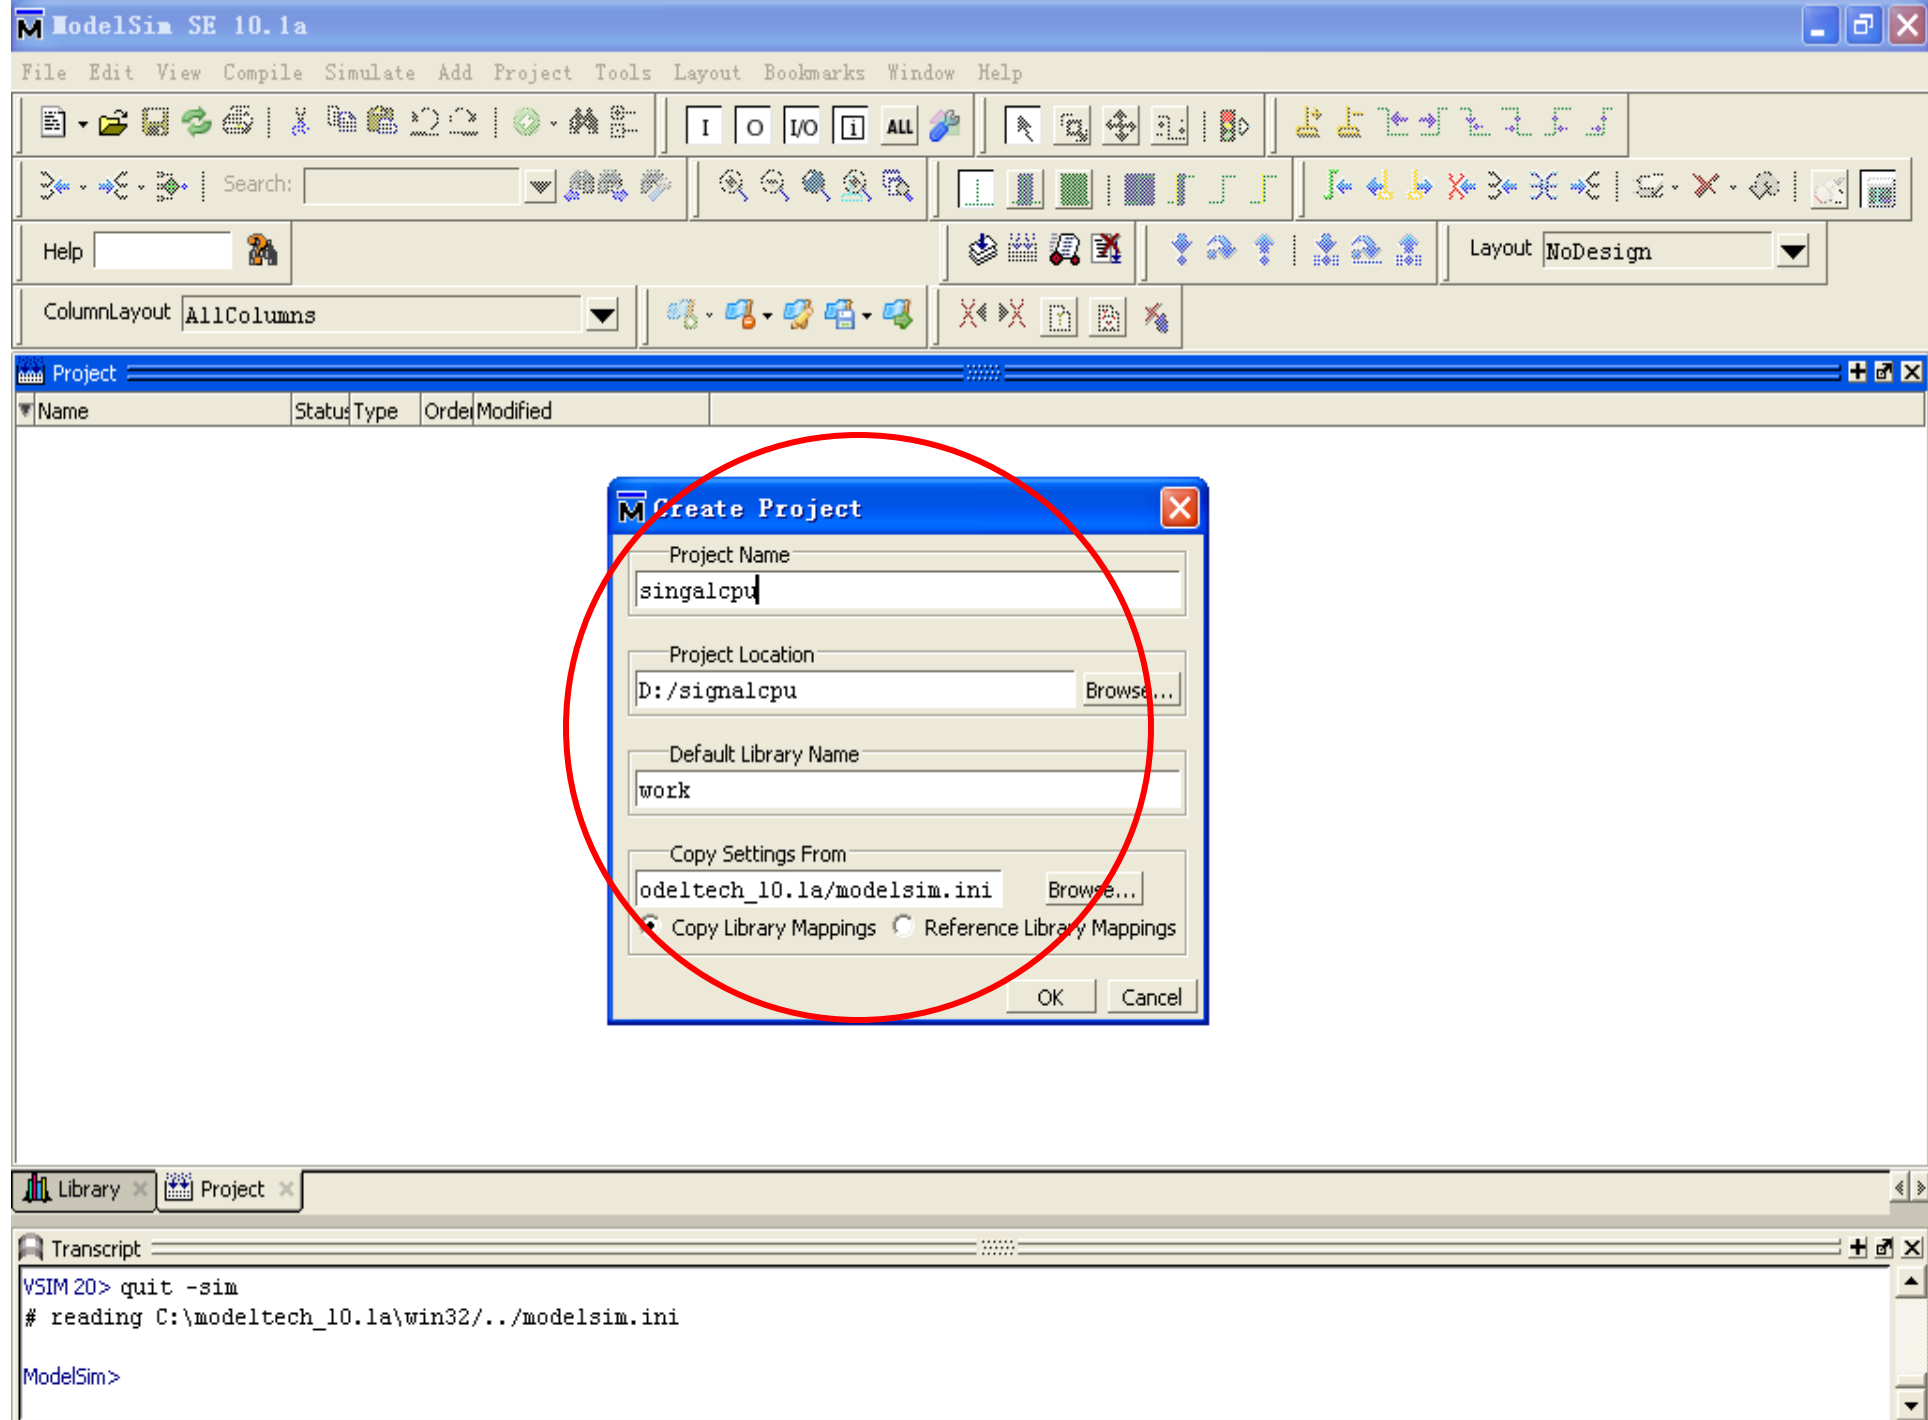 ModelSim SE 10.1a
File Edit View Compile Simulate Add Project Tools Layout Bookmarks Window Help
I O I/O i ALL
Search:
Help
Layout NoDesign
ColumnLayout AllColumns
Project
Name Status Type Order Modified
Create Project
Project Name
singalcpu
Project Location
D:/signalcpu Browse...
Default Library Name
work
Copy Settings From
odeltech_10.1a/modelsim.ini Browse...
Copy Library Mappings Reference Library Mappings
OK Cancel
Library Project
Transcript
VSIM 20> quit -sim
# reading C:\modeltech_10.1a\win32/../modelsim.ini
ModelSim>